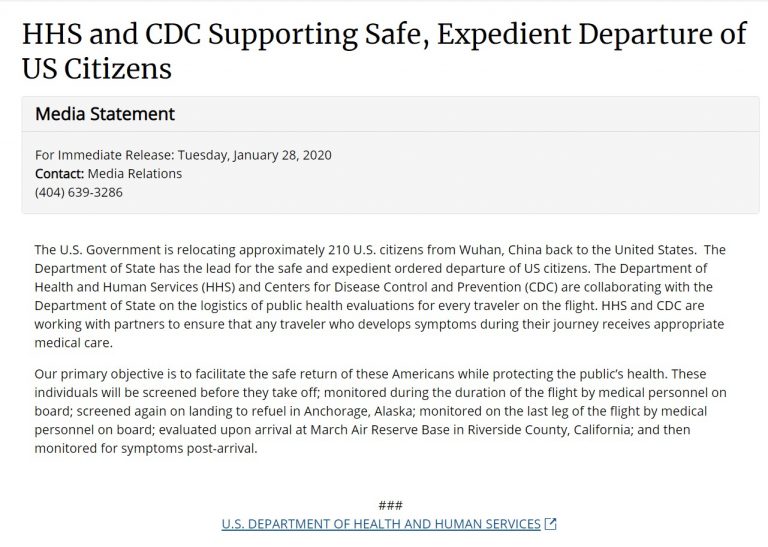 HHS and CDC Supporting Safe, Expedient Departure of
US Citizens
Media Statement
For Immediate Release: Tuesday, January 28, 2020
Contact: Media Relations
(404) 639-3286
The U.S. Government is relocating approximately 210 U.S. citizens from Wuhan, China back to the United States.  The
Department of State has the lead for the safe and expedient ordered departure of US citizens. The Department of
Health and Human Services (HHS) and Centers for Disease Control and Prevention (CDC) are collaborating with the
Department of State on the logistics of public health evaluations for every traveler on the flight. HHS and CDC are
working with partners to ensure that any traveler who develops symptoms during their journey receives appropriate
medical care.
Our primary objective is to facilitate the safe return of these Americans while protecting the public's health. These
individuals will be screened before they take off; monitored during the duration of the flight by medical personnel on
board; screened again on landing to refuel in Anchorage, Alaska; monitored on the last leg of the flight by medical
personnel on board; evaluated upon arrival at March Air Reserve Base in Riverside County, California; and then
monitored for symptoms post-arrival.
###
U.S. DEPARTMENT OF HEALTH AND HUMAN SERVICES